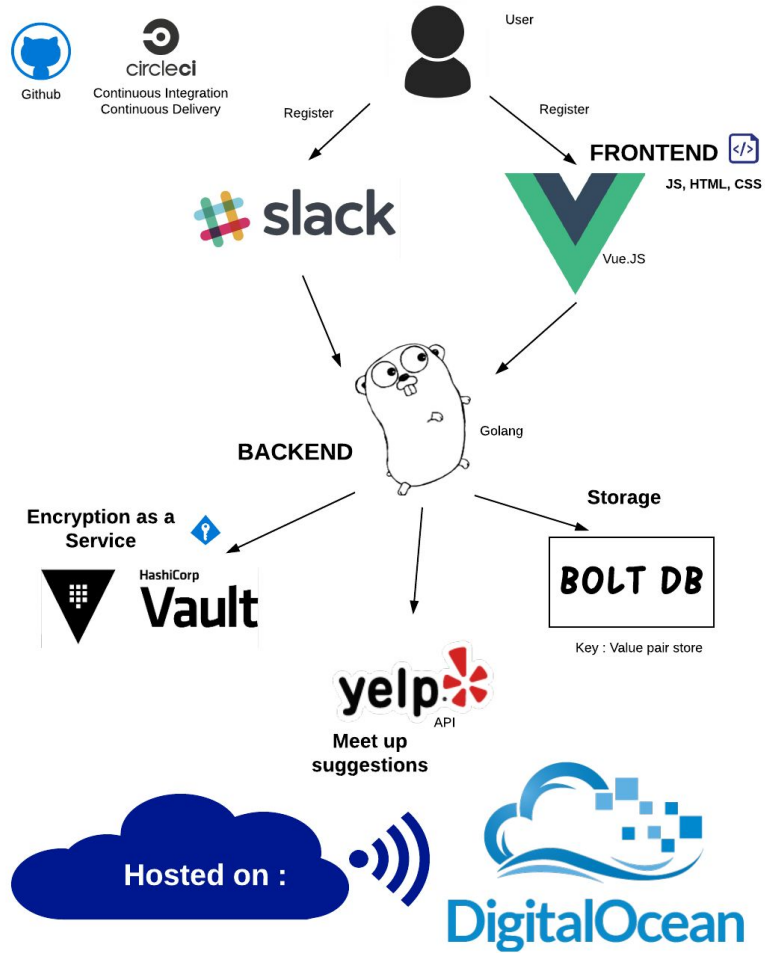 User
circleci
Github
Continuous Integration
Continuous Delivery
Register
Register
FRONTEND
</>
JS, HTML, CSS
slack
Vue.JS
Golang
BACKEND
Encryption as a
Service
Storage
HashiCorp
Vault
BOLT DB
Key : Value pair store
yelp
API
Meet up
suggestions
Hosted on :
DigitalOcean